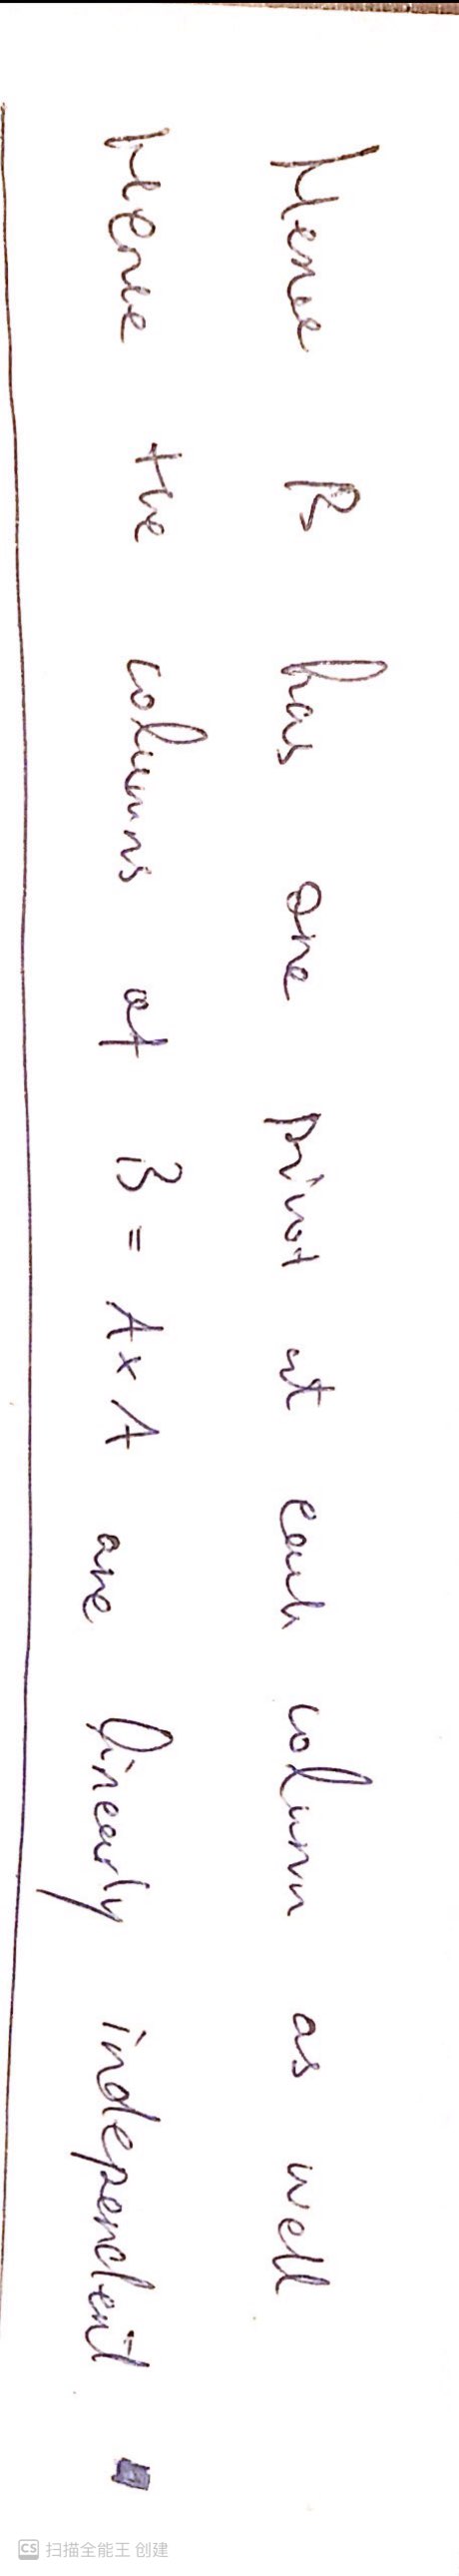 Hence B has one pivot at each column as well
Hence the columns of B = A × A are linearly independent ■
CS 扫描全能王 创建